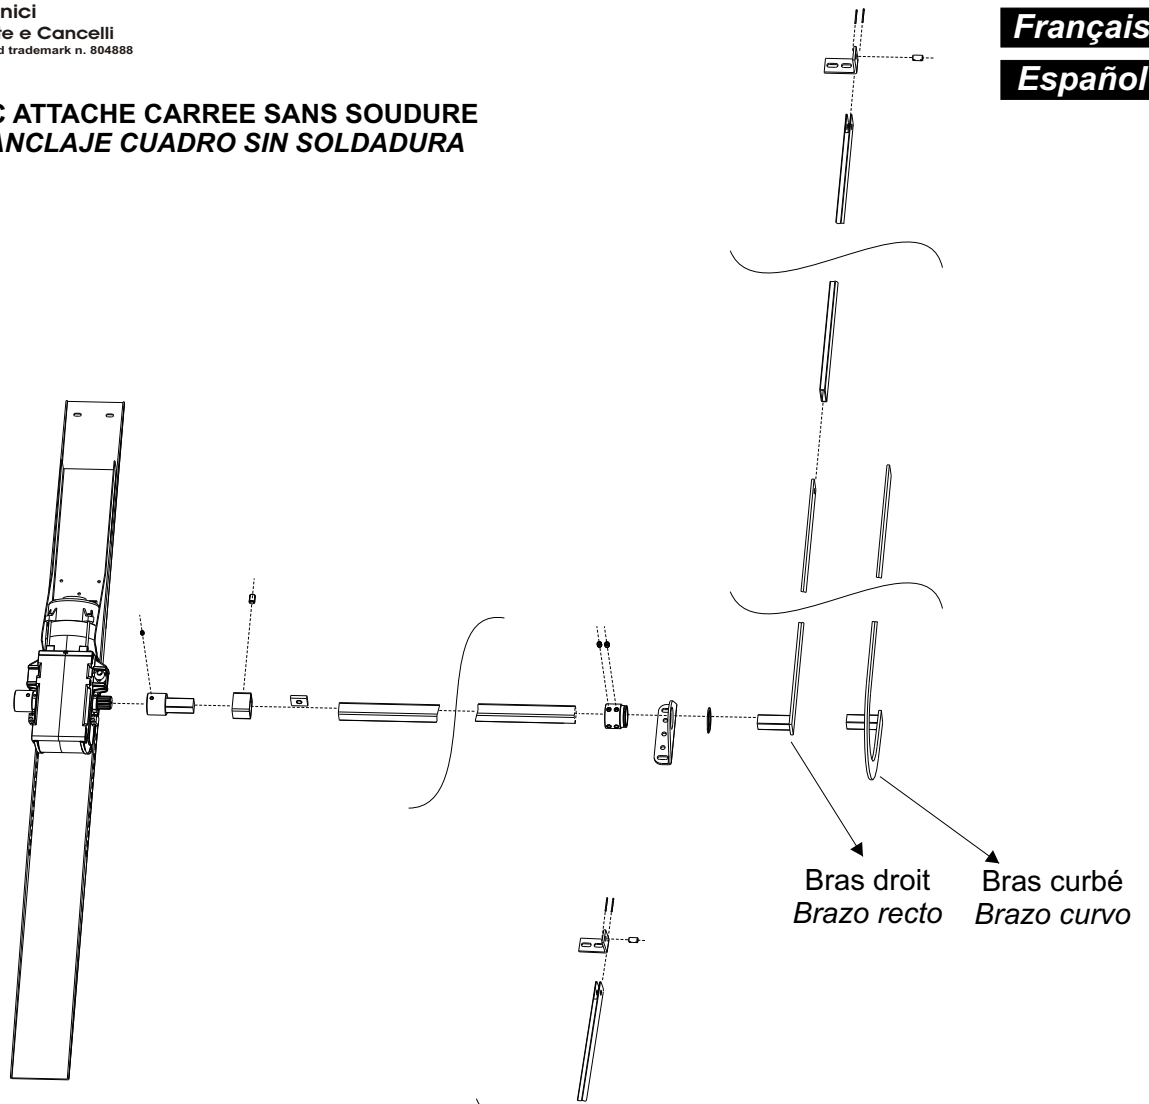 nici
e e Cancelli
d trademark n. 804888
Français
Español
C ATTACHE CARREE SANS SOUDURE
ANCLAJE CUADRO SIN SOLDADURA
Bras droit
Brazo recto
Bras curbé
Brazo curvo